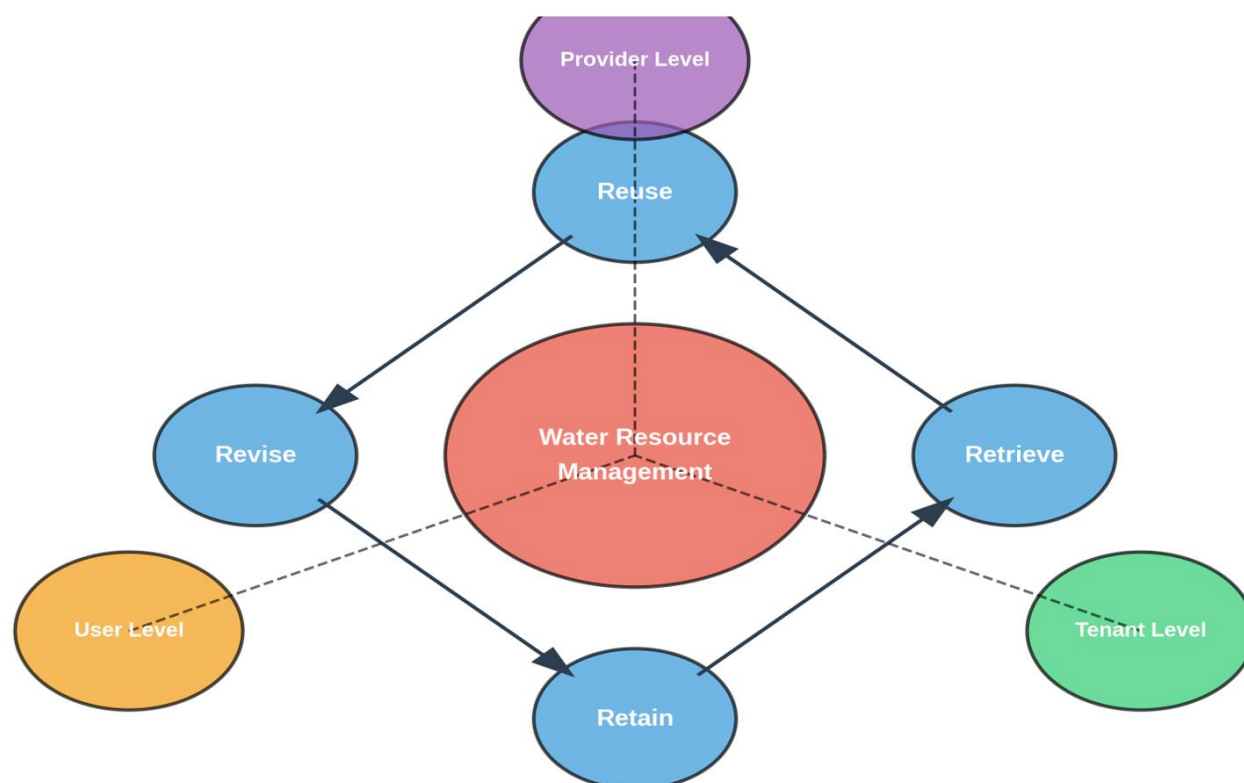 Provider Level
Reuse
Water Resource
Management
Revise
Retrieve
User Level
Tenant Level
Retain